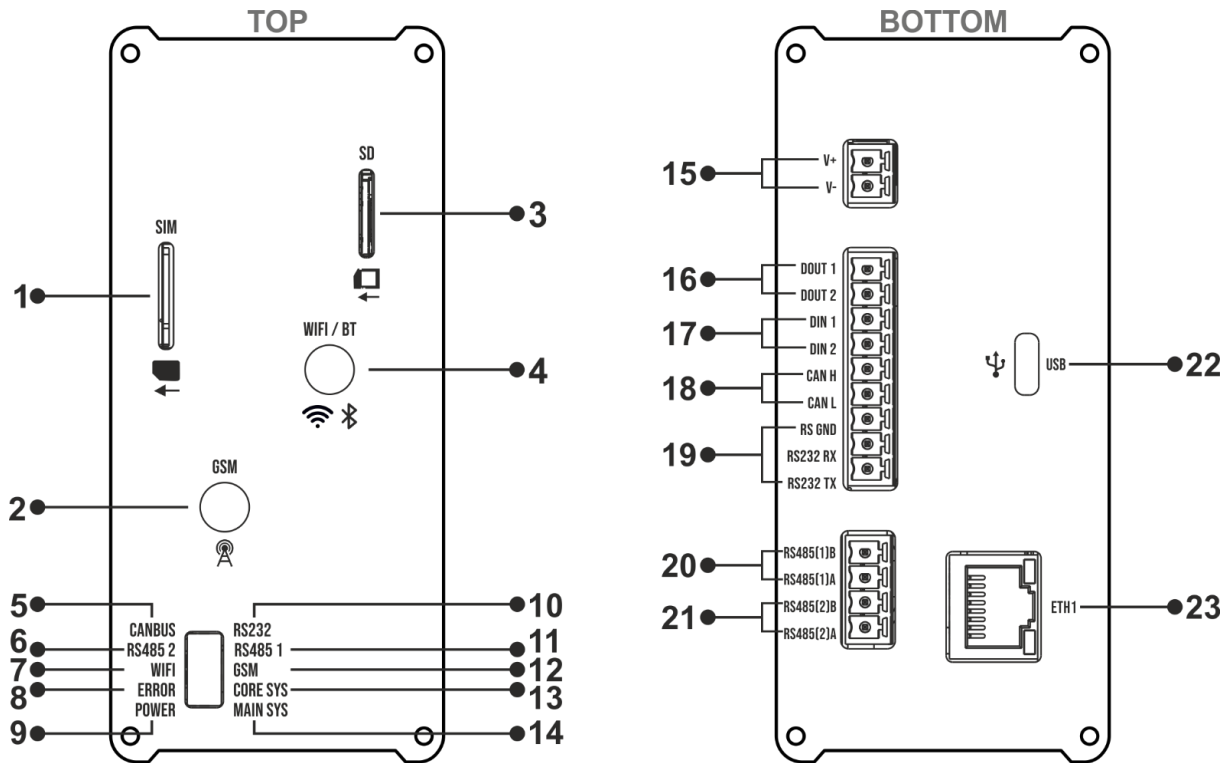 TOP
SD
3
SIM
1
WIFI / BT
4
GSM
2
5
CANBUS
6
RS485 2
7
WIFI
8
ERROR
9
POWER
10
RS232
11
RS485 1
12
GSM
13
CORE SYS
14
MAIN SYS
BOTTOM
15
V+
V-
16
DOUT 1
DOUT 2
17
DIN 1
DIN 2
18
CAN H
CAN L
19
RS GND
RS232 RX
RS232 TX
20
RS485(1)B
RS485(1)A
21
RS485(2)B
RS485(2)A
USB
22
ETH1
23